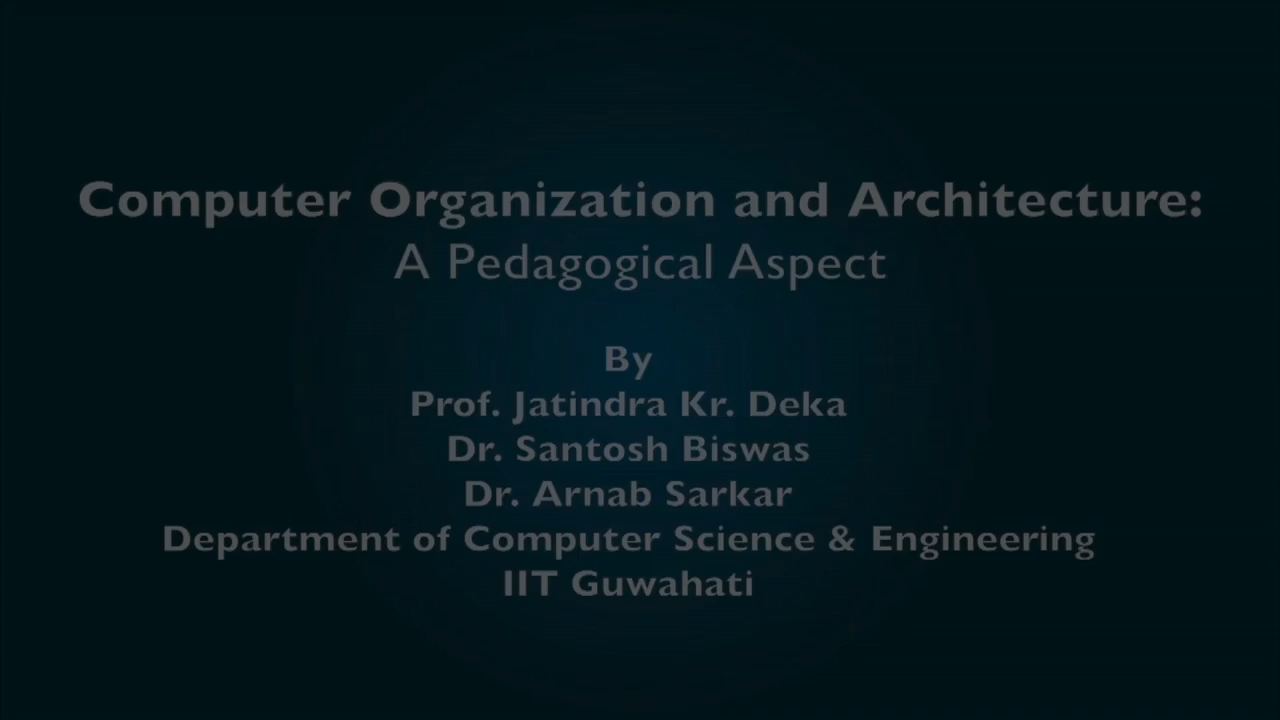 Computer Organization and Architecture:
A Pedagogical Aspect
By
Prof. Jatindra Kr. Deka
Dr. Santosh Biswas
Dr. Arnab Sarkar
Department of Computer Science & Engineering
IIT Guwahati